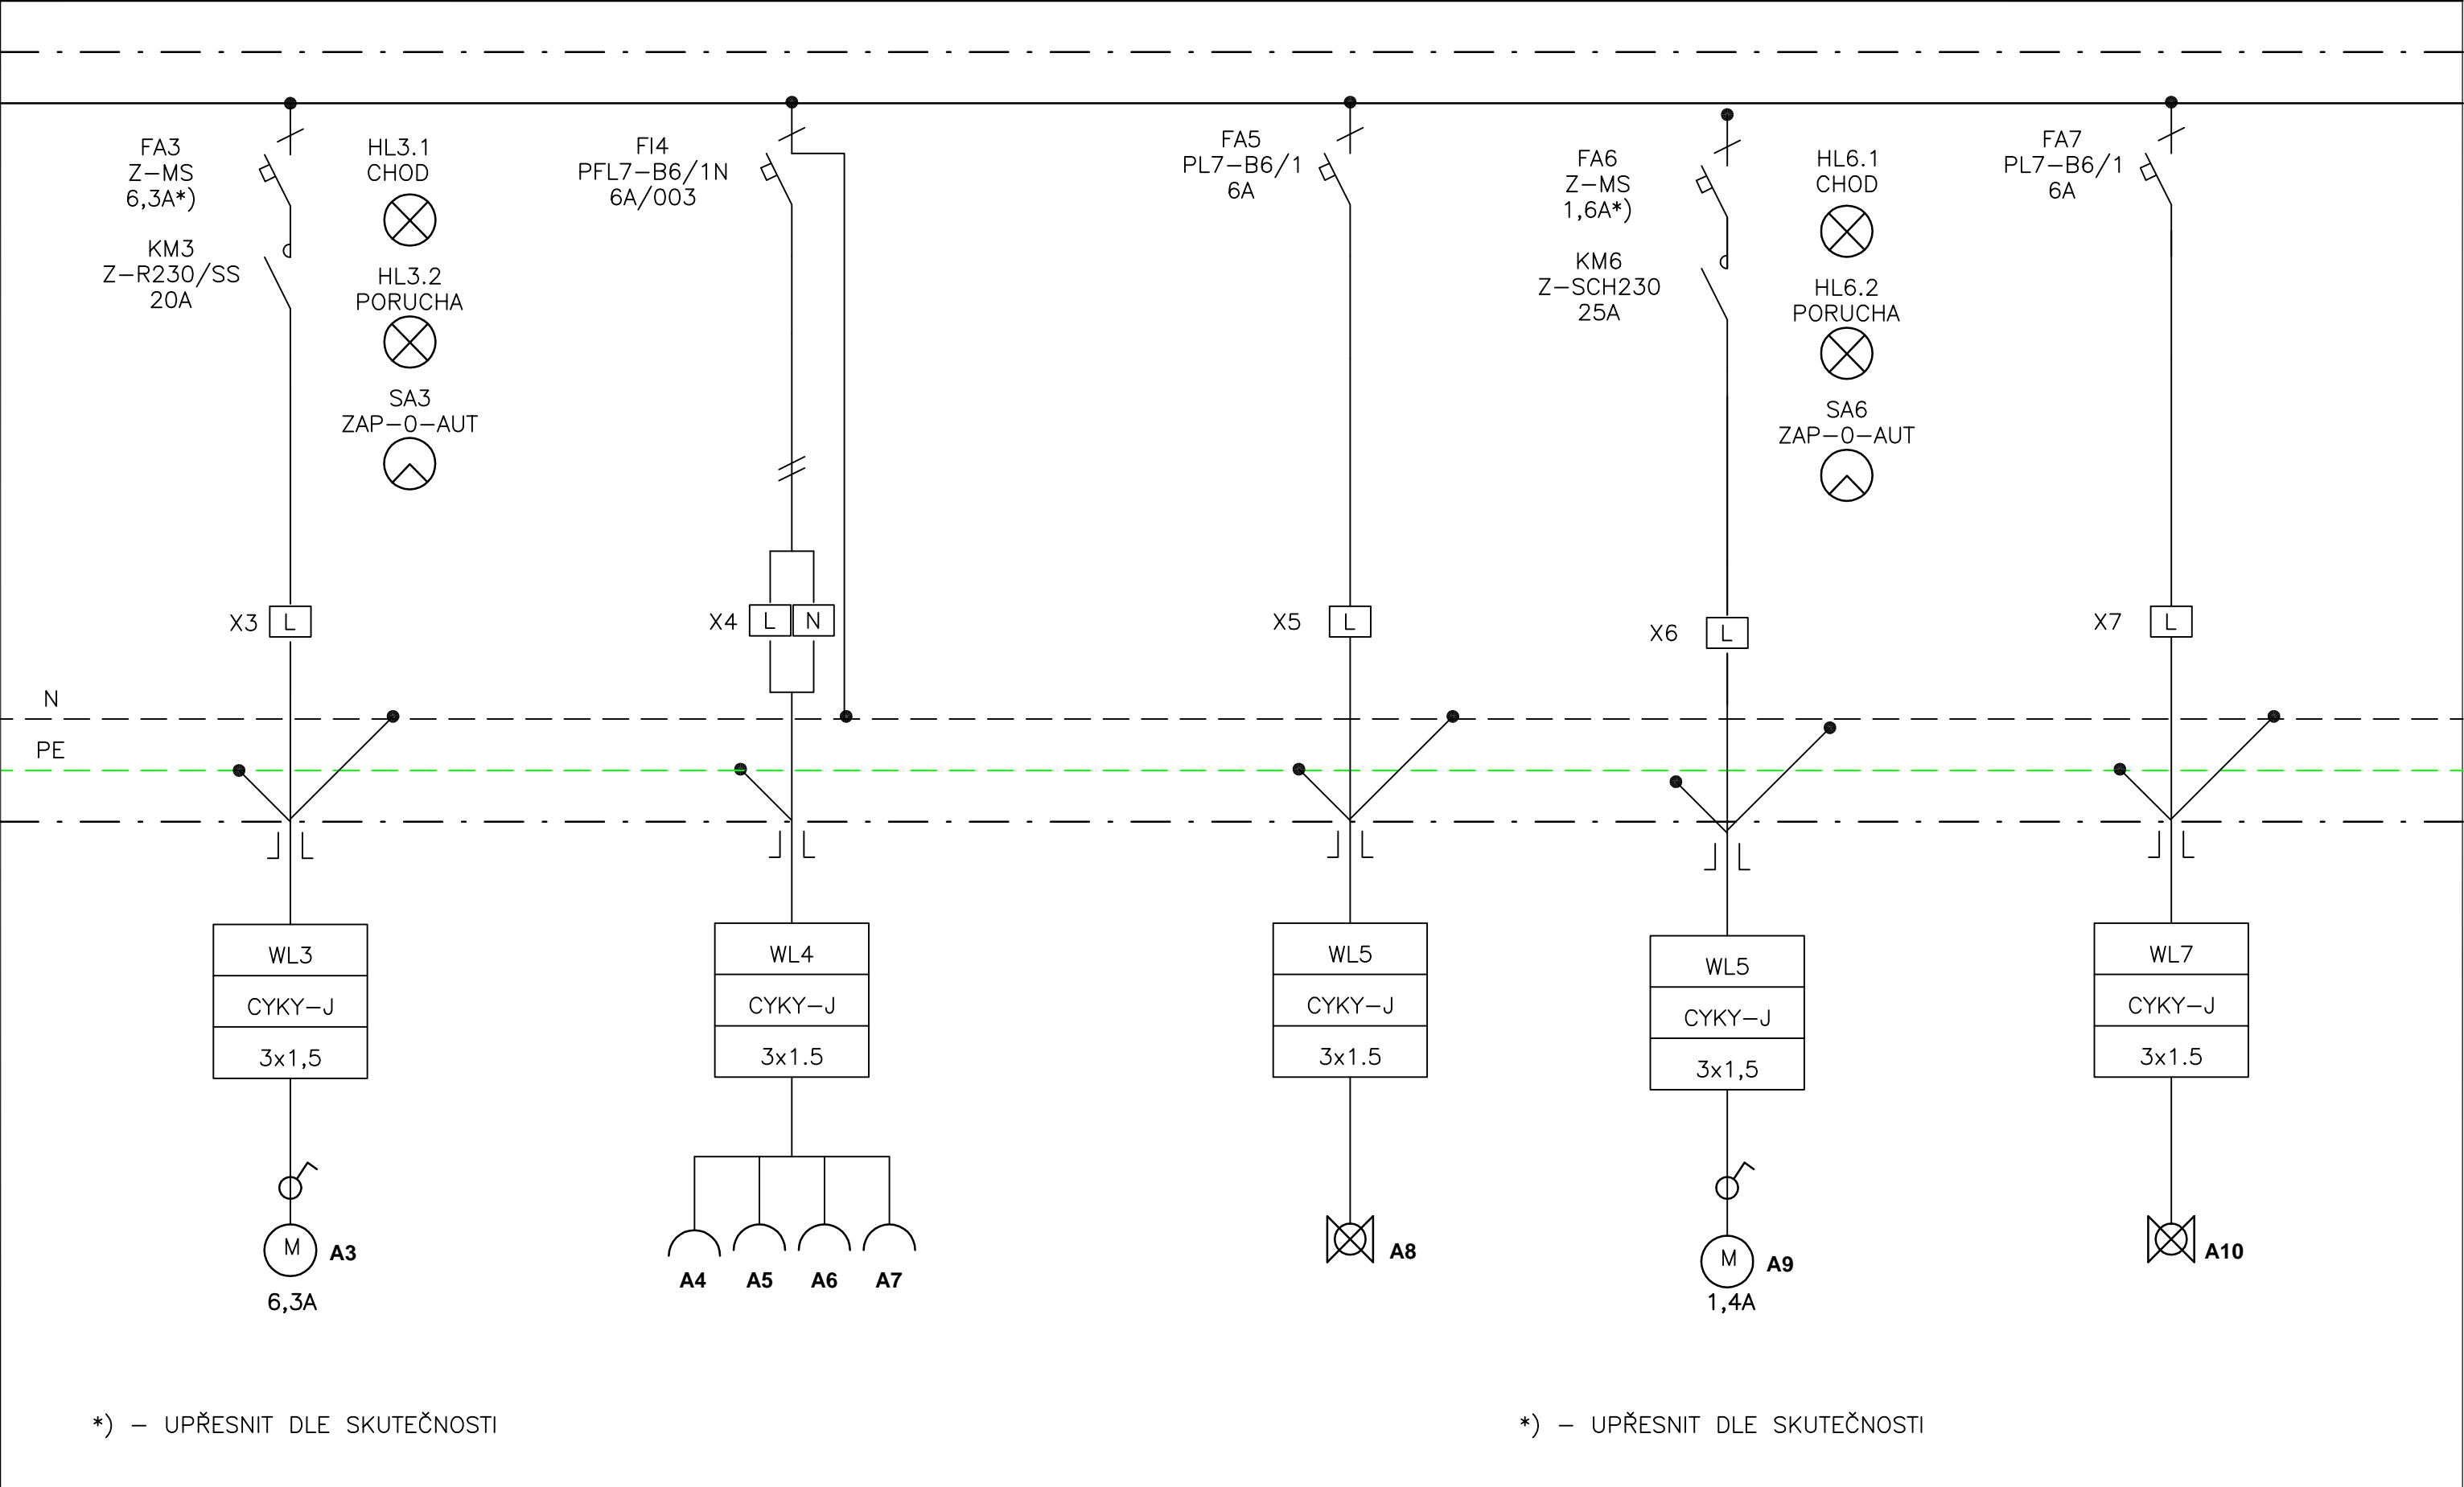 FA3
Z-MS
6,3A*)
KM3
Z-R230/SS
20A
HL3.1
CHOD
HL3.2
PORUCHA
SA3
ZAP-0-AUT
FI4
PFL7-B6/1N
6A/003
FA5
PL7-B6/1
6A
FA6
Z-MS
1,6A*)
KM6
Z-SCH230
25A
HL6.1
CHOD
HL6.2
PORUCHA
SA6
ZAP-0-AUT
FA7
PL7-B6/1
6A
X3 L
X4 L N
X5 L
X6 L
X7 L
N
PE
WL3
CYKY-J
3x1,5
WL4
CYKY-J
3x1.5
WL5
CYKY-J
3x1.5
WL5
CYKY-J
3x1,5
WL7
CYKY-J
3x1.5
M A3
6,3A
A4 A5 A6 A7
A8
M A9
1,4A
A10
*) - UPŘESNIT DLE SKUTEČNOSTI
*) - UPŘESNIT DLE SKUTEČNOSTI